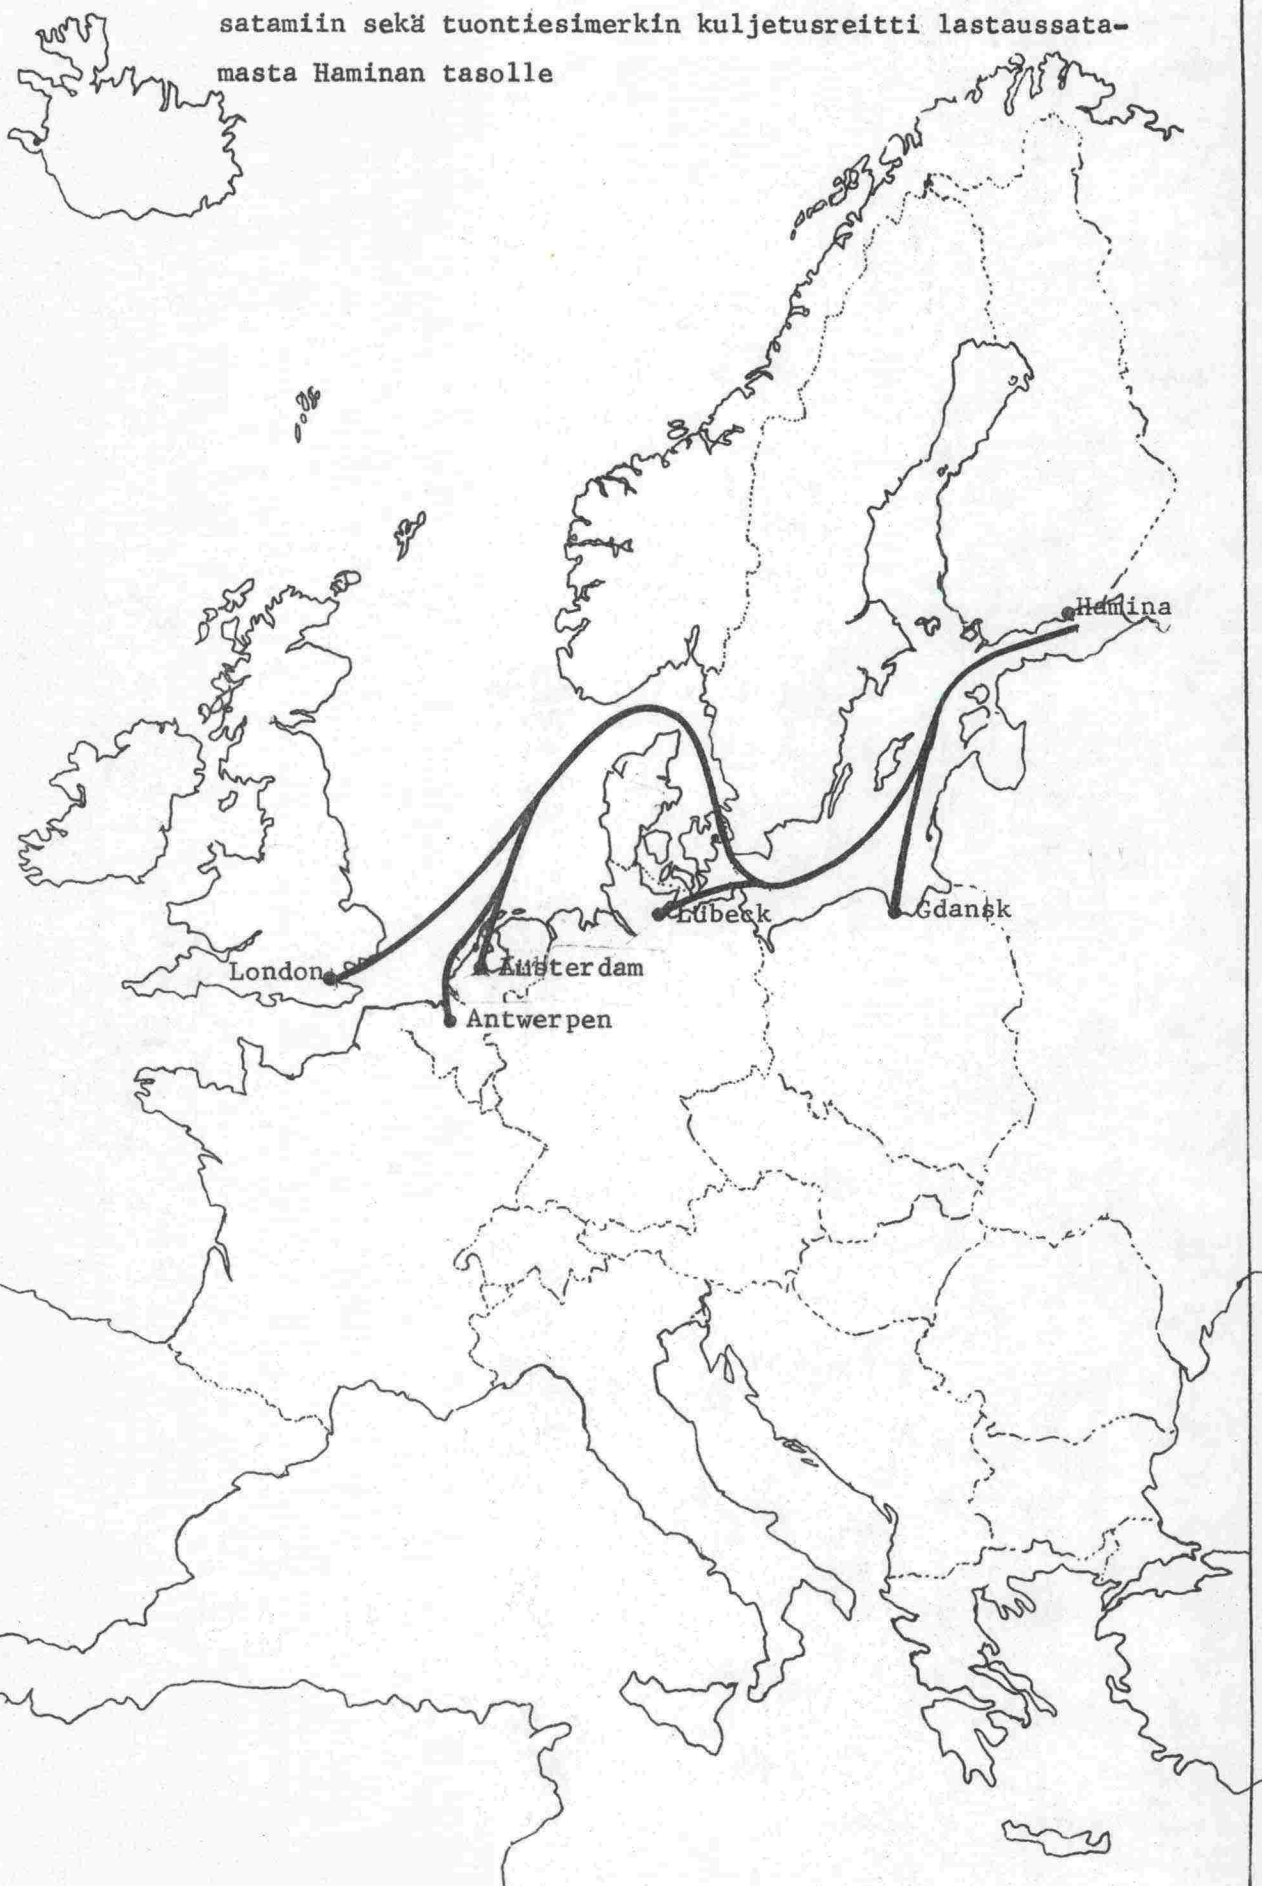 satamiin sekä tuontiesimerkin kuljetusreitti lastaussata-
masta Haminan tasolle
Hamina
Lübeck
Gdansk
London
Amsterdam
Antwerpen